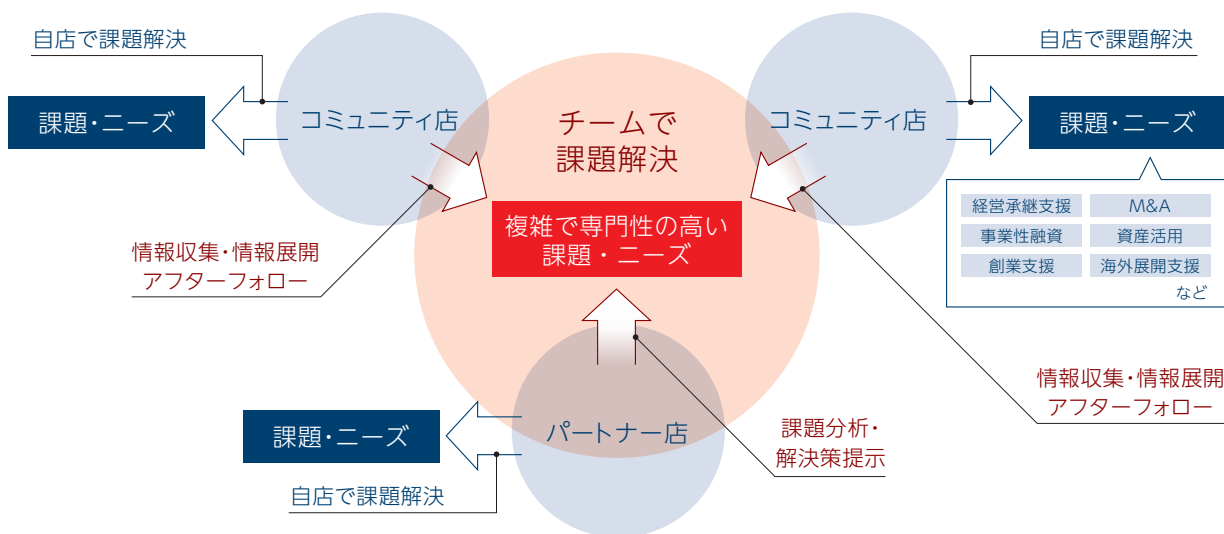 自店で課題解決
課題・ニーズ
コミュニティ店
チームで
課題解決
コミュニティ店
自店で課題解決
課題・ニーズ
経営承継支援
M&A
事業性融資
資産活用
創業支援
海外展開支援
など
複雑で専門性の高い
課題・ニーズ
情報収集・情報展開
アフターフォロー
情報収集・情報展開
アフターフォロー
課題・ニーズ
パートナー店
自店で課題解決
課題分析・
解決策提示